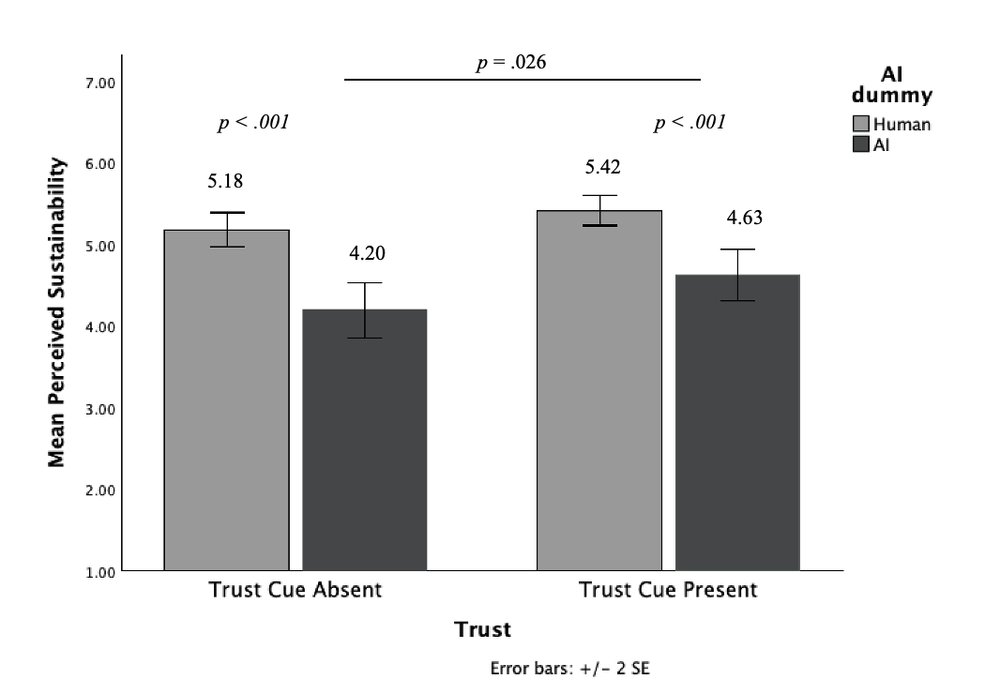 p = .026
AI
dummy
Human
AI
7.00
p < .001
p < .001
6.00
5.18
5.42
4.63
4.20
5.00
4.00
3.00
2.00
1.00
Mean Perceived Sustainability
Trust Cue Absent
Trust Cue Present
Trust
Error bars: +/- 2 SE